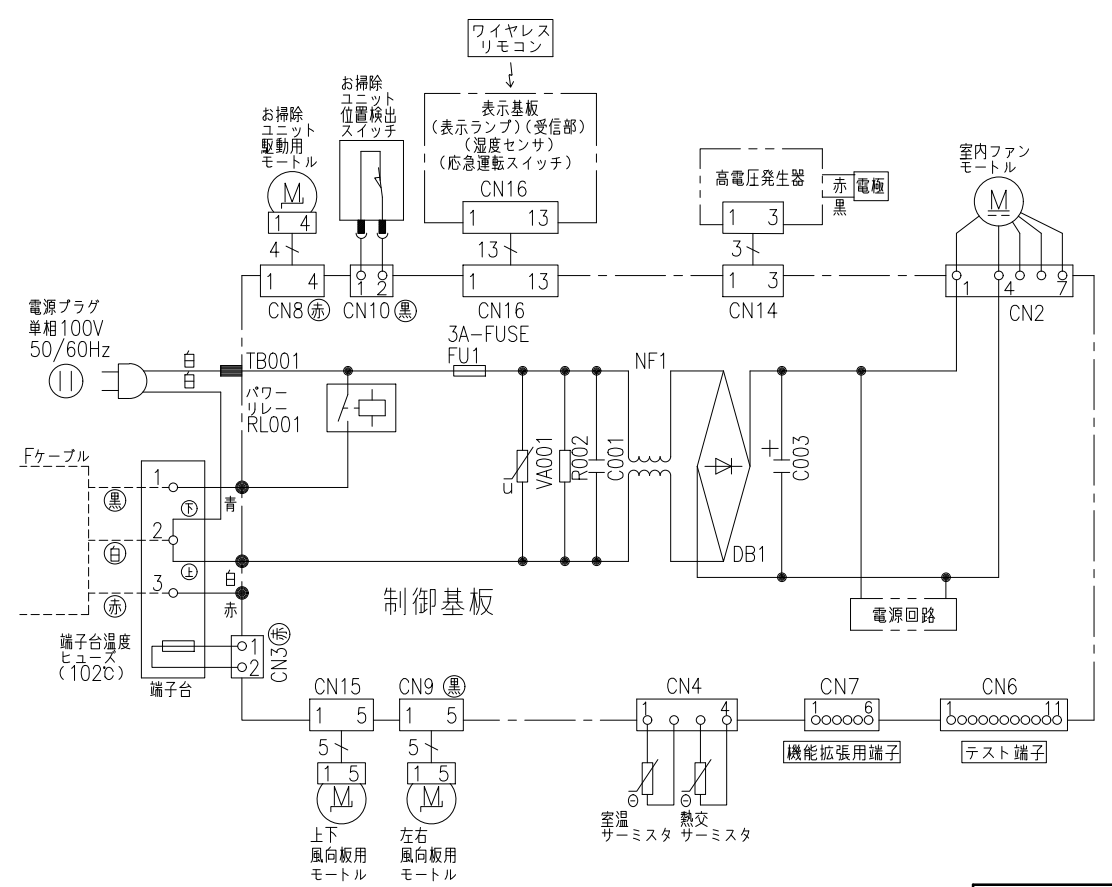 ワイヤレス
リモコン
お掃除
ユニット
位置検出
スイッチ
お掃除
ユニット
駆動用
モートル
表示基板
(表示ランプ)(受信部)
(湿度センサ)
(応急運転スイッチ)
CN16
1 13
13
1 13
CN16
M
1 4
4
1 4
CN8 赤
1 2
CN10 黒
高電圧発生器
赤
黒
電極
1 3
3
1 3
CN14
室内ファン
モートル
M
1 4 7
CN2
電源プラグ
単相100V
50/60Hz
白
白
TB001
パワー
リレー
RL001
3A-FUSE
FU1
NF1
u
VA001
R002
C001
+
C003
DB1
電源回路
Fケーブル
黒
白
赤
1
2
3
下
上
青
白
赤
制御基板
端子台温度
ヒューズ
(102℃)
端子台
1
2
CN3 赤
CN15
1 5
5
1 5
M
上下
風向板用
モートル
CN9 黒
1 5
5
1 5
M
左右
風向板用
モートル
CN4
1 4
室温
サーミスタ
熱交
サーミスタ
CN7
1 6
機能拡張用端子
CN6
1 11
テスト端子